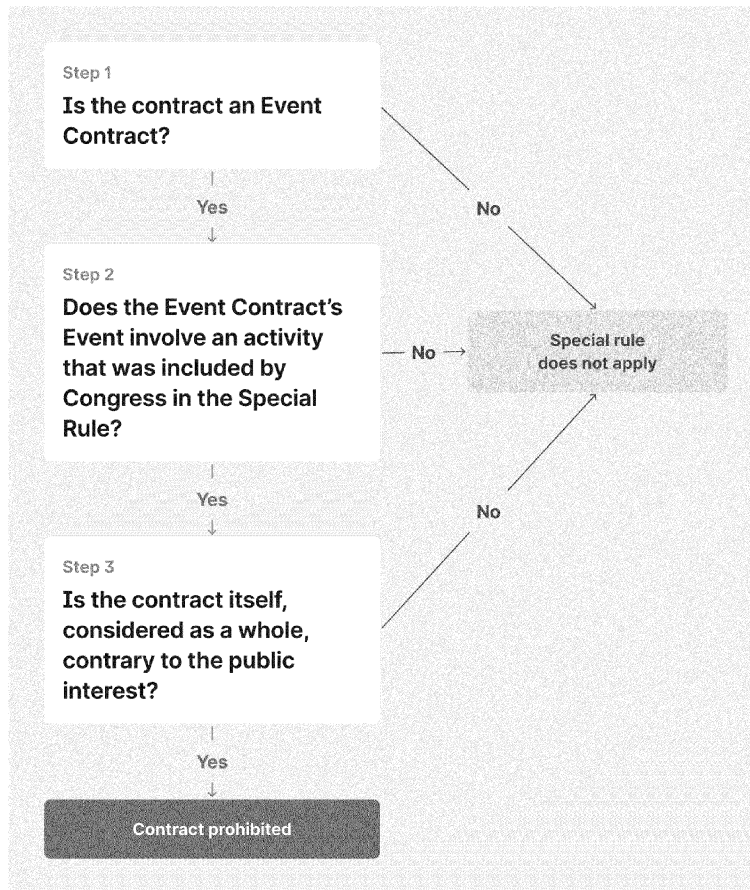 Step 1
Is the contract an Event
Contract?
No
Yes
Step 2
Does the Event Contract’s
Event involve an activity
that was included by
Congress in the Special
Rule?
No
Special rule
does not apply
Yes
No
Step 3
Is the contract itself,
considered as a whole,
contrary to the public
interest?
Yes
Contract prohibited